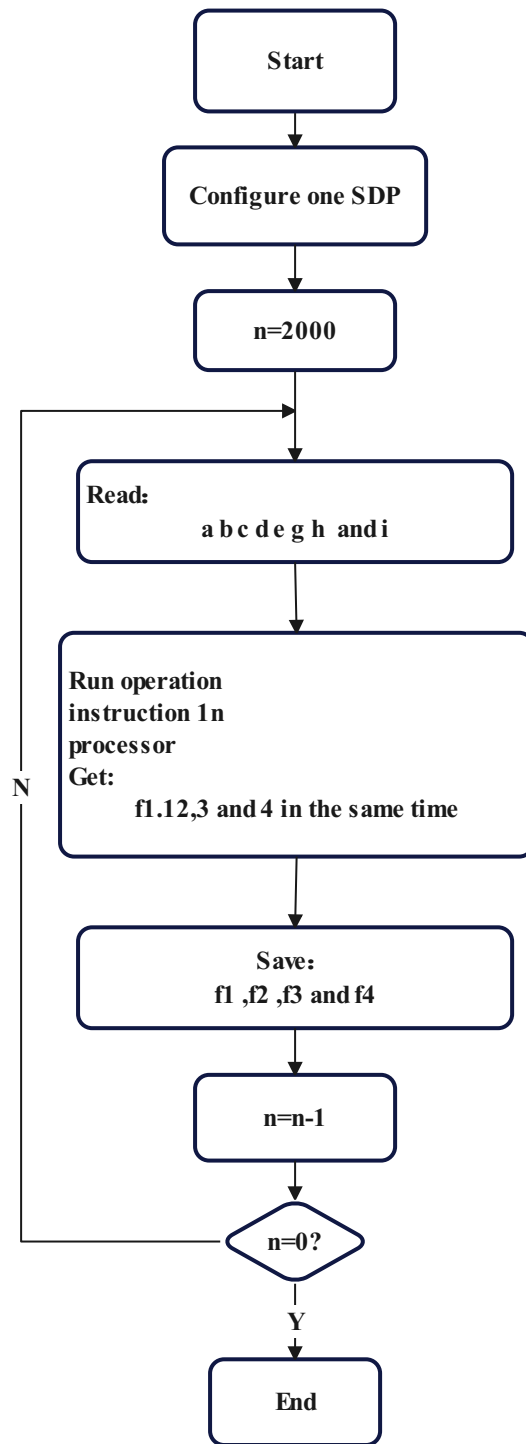 Start
Configure one SDP
n=2000
Read：
a b c d e g h and i
Run operation
instruction 1n
processor
Get:
f1.12,3 and 4 in the same time
N
Save：
f1 ,f2 ,f3 and f4
n=n-1
n=0?
Y
End